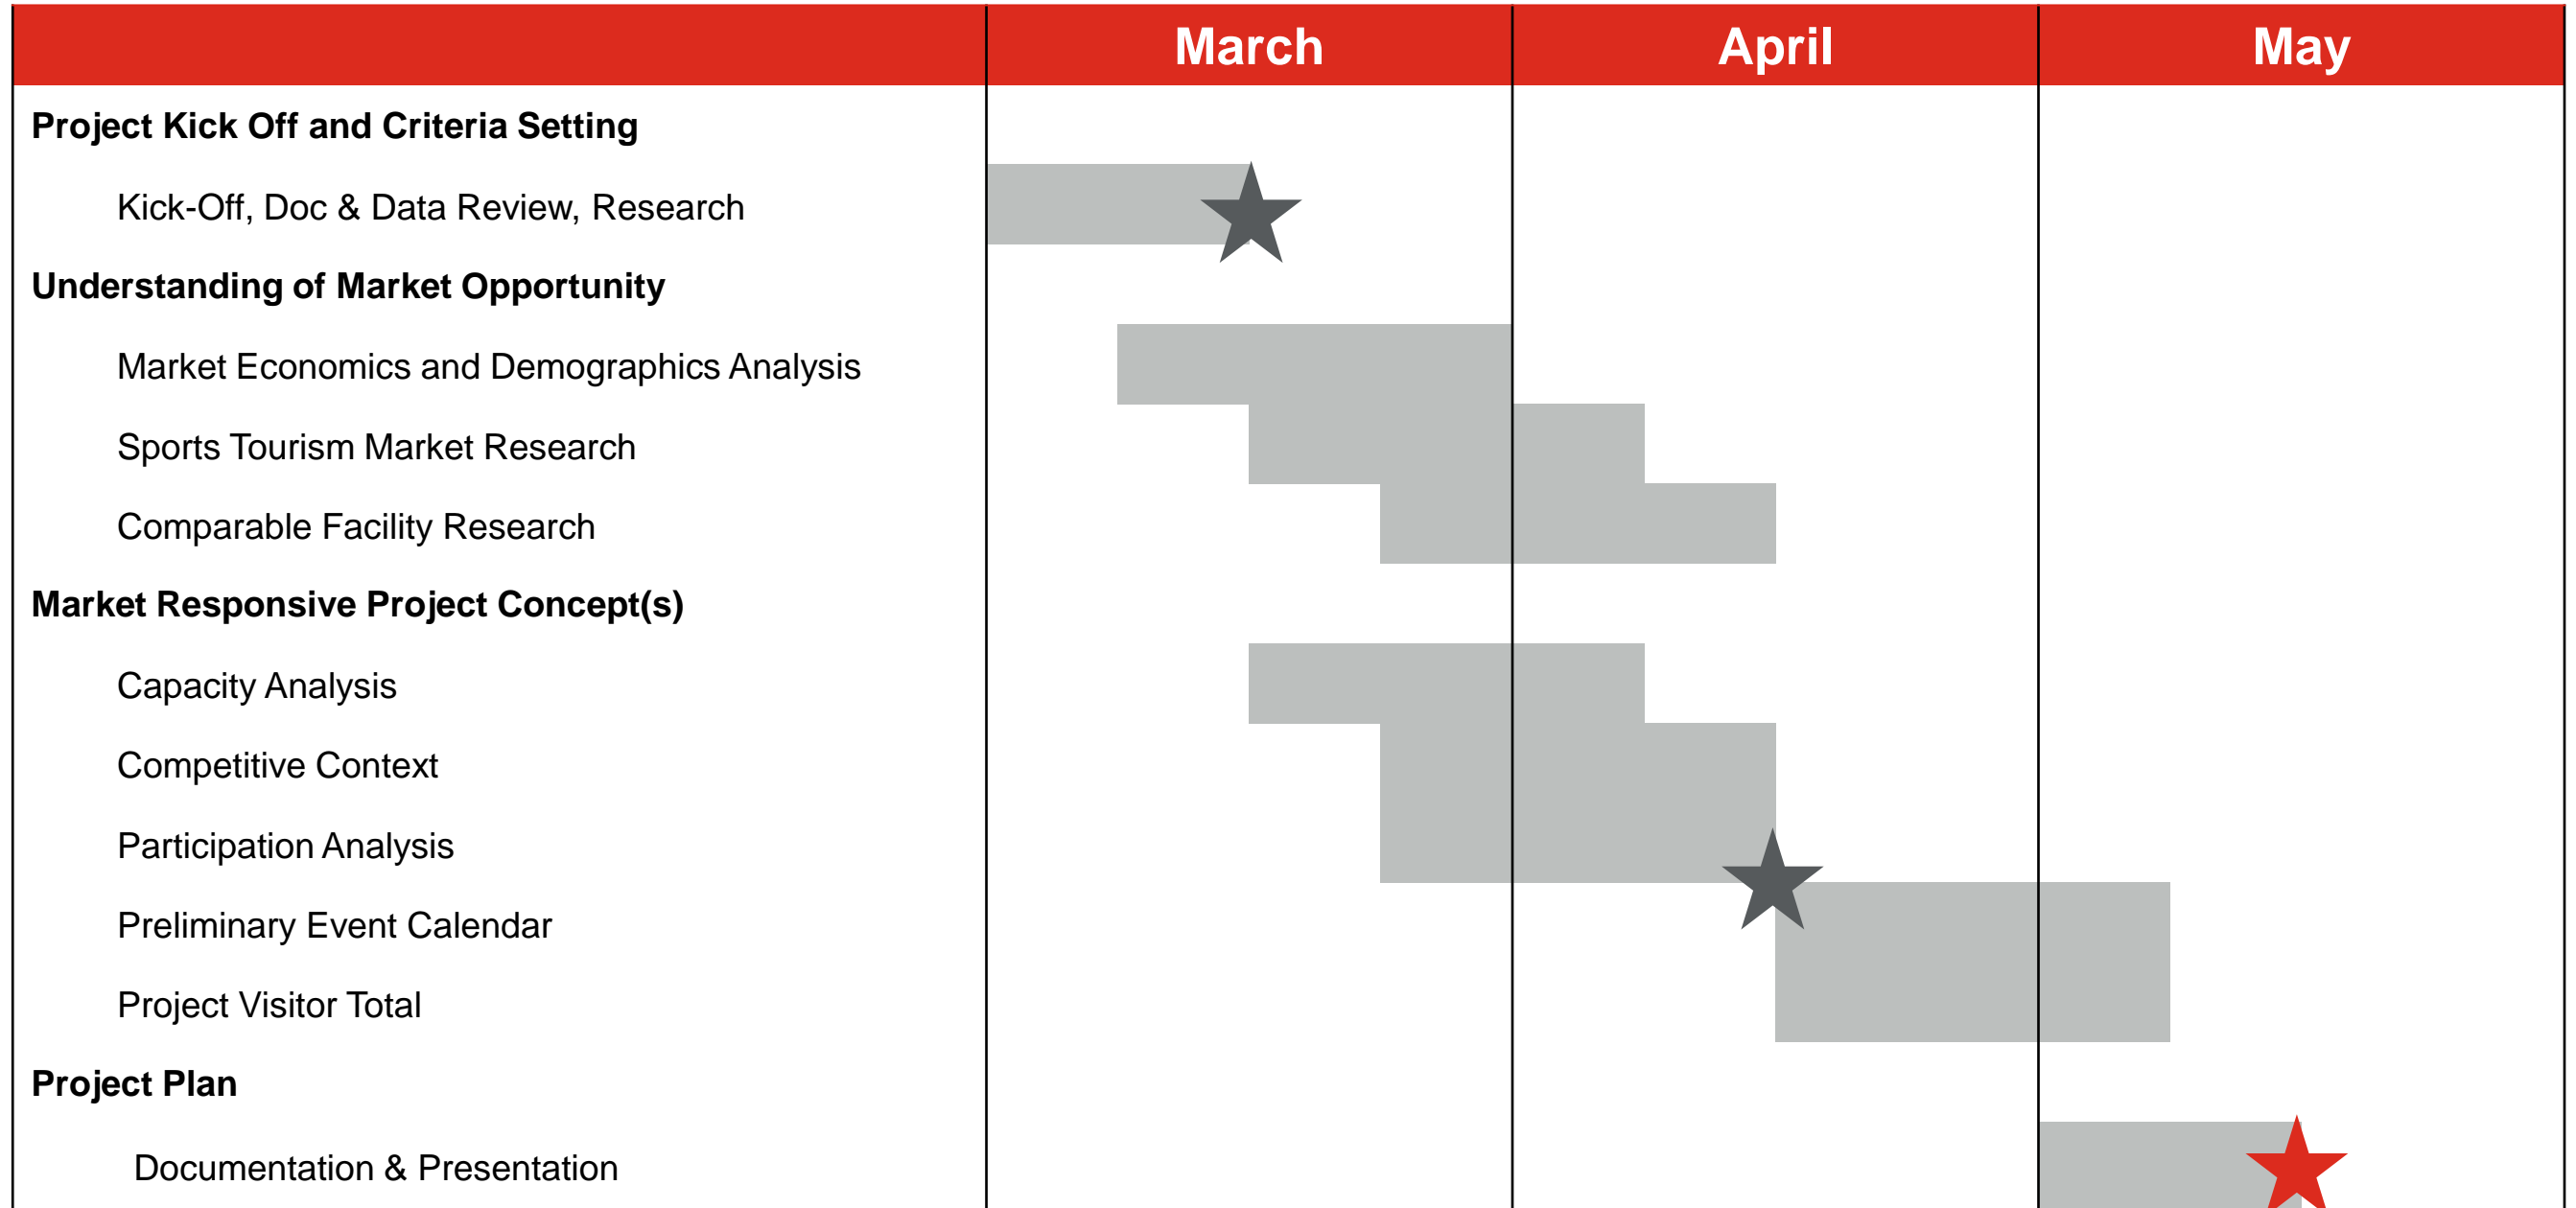 March April May
Project Kick Off and Criteria Setting
Kick-Off, Doc & Data Review, Research
Understanding of Market Opportunity
Market Economics and Demographics Analysis
Sports Tourism Market Research
Comparable Facility Research
Market Responsive Project Concept(s)
Capacity Analysis
Competitive Context
Participation Analysis
Preliminary Event Calendar
Project Visitor Total
Project Plan
Documentation & Presentation